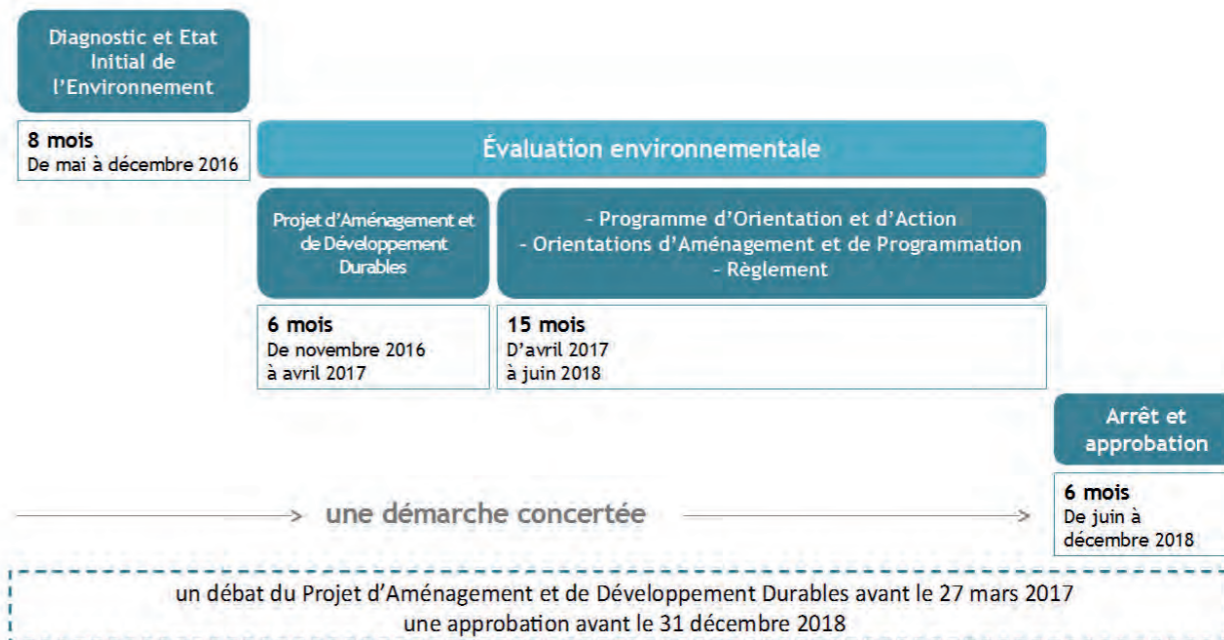 Diagnostic et Etat
Initial de
l'Environnement
8 mois
De mai à décembre 2016
Évaluation environnementale
Projet d'Aménagement et
de Développement
Durables
- Programme d'Orientation et d'Action
- Orientations d'Aménagement et de Programmation
- Règlement
6 mois
De novembre 2016
à avril 2017
15 mois
D'avril 2017
à juin 2018
Arrêt et
approbation
6 mois
De juin à
décembre 2018
une démarche concertée
un débat du Projet d'Aménagement et de Développement Durables avant le 27 mars 2017
une approbation avant le 31 décembre 2018